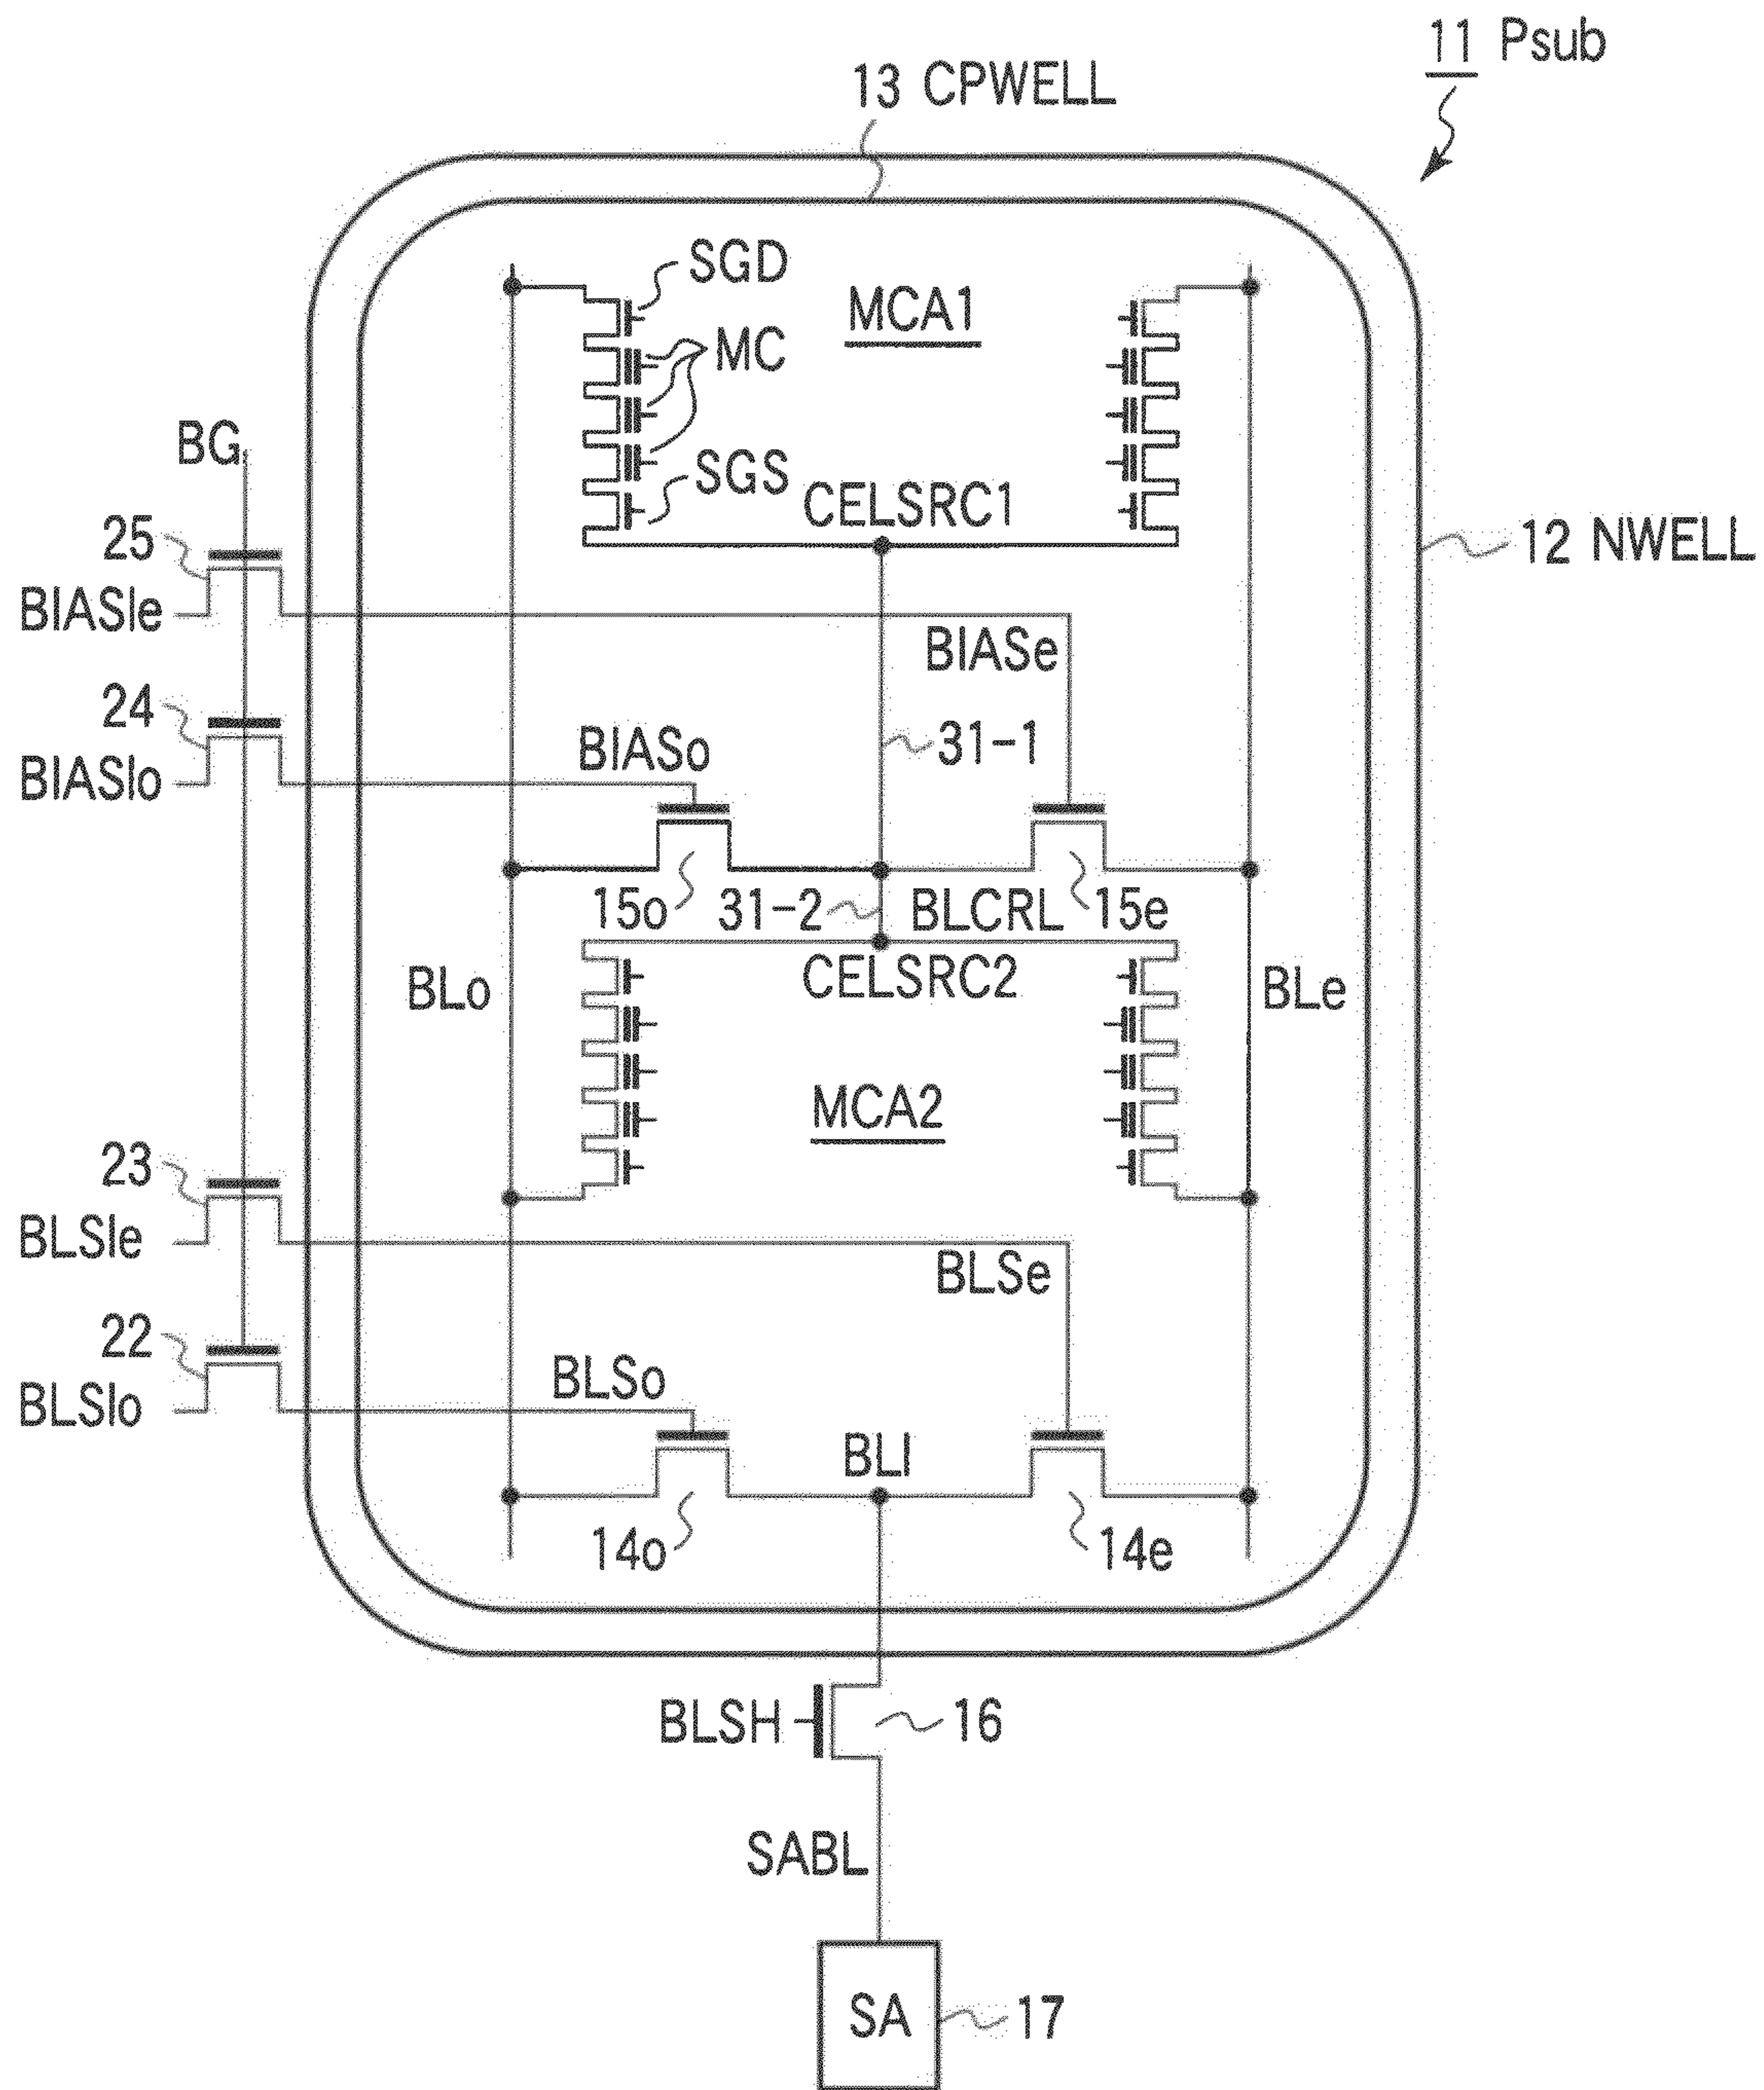 11 Psub
13 CPWELL
SGD
MCA1
MC
BG
SGS
CELSRC1
25
12 NWELL
BIASIe
BIASe
24
BIASo
31-1
BIASIo
15o
31-2
BLCRL
15e
BLo
CELSRC2
BLe
MCA2
23
BLSIe
BLSe
22
BLSo
BLSIo
BLI
14o
14e
BLSH
16
SABL
SA
17